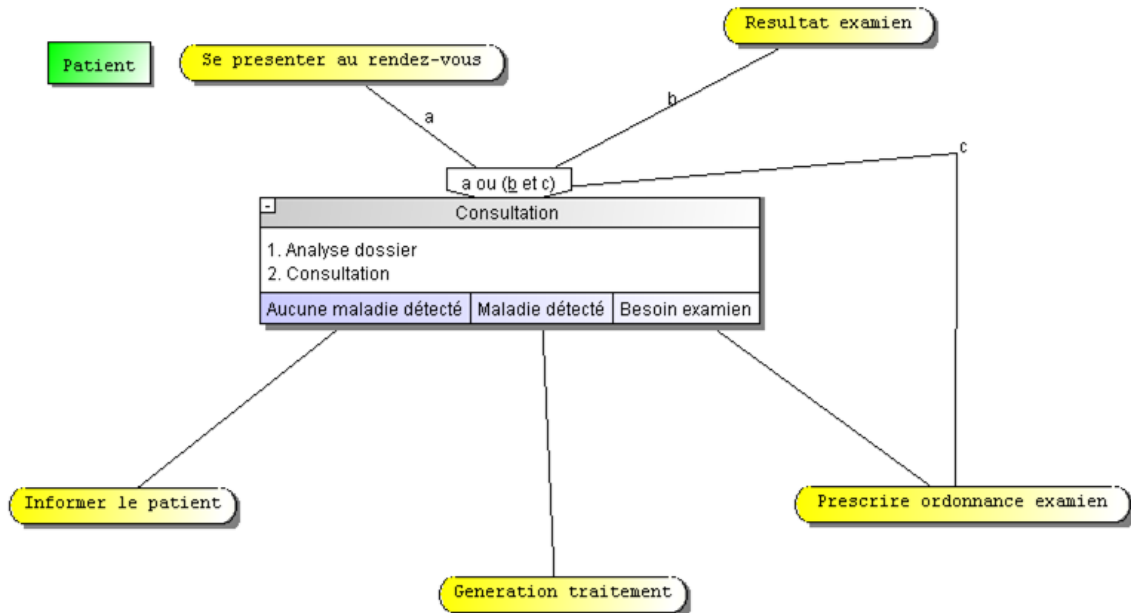 Resultat examien
Se presenter au rendez-vous
Patient
a
b
c
a ou (b et c)
-
Consultation
1. Analyse dossier
2. Consultation
Aucune maladie détecté
Maladie détecté
Besoin examien
Informer le patient
Prescrire ordonnance examien
Generation traitement